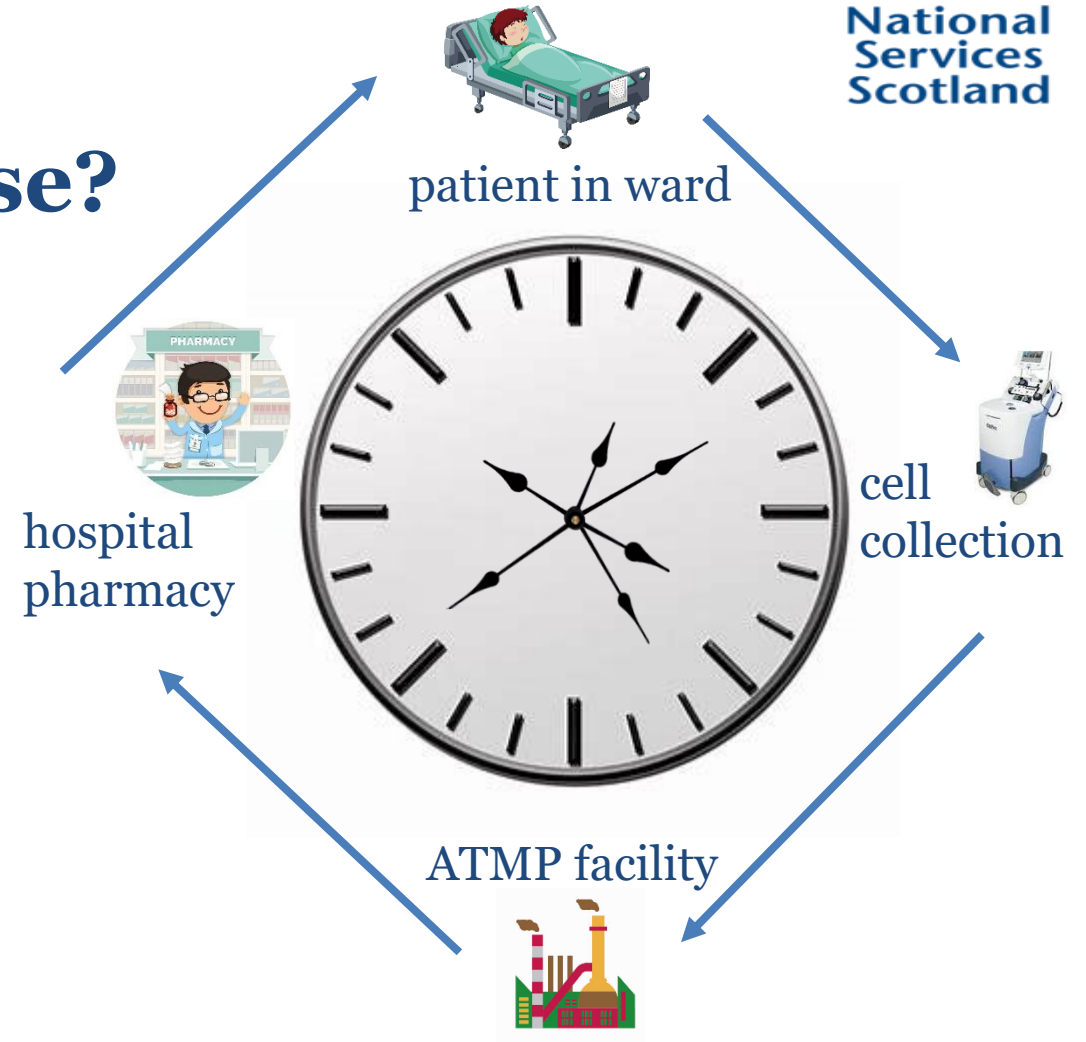 National
Services
Scotland
se?
patient in ward
PHARMACY
cell
collection
hospital
pharmacy
ATMP facility